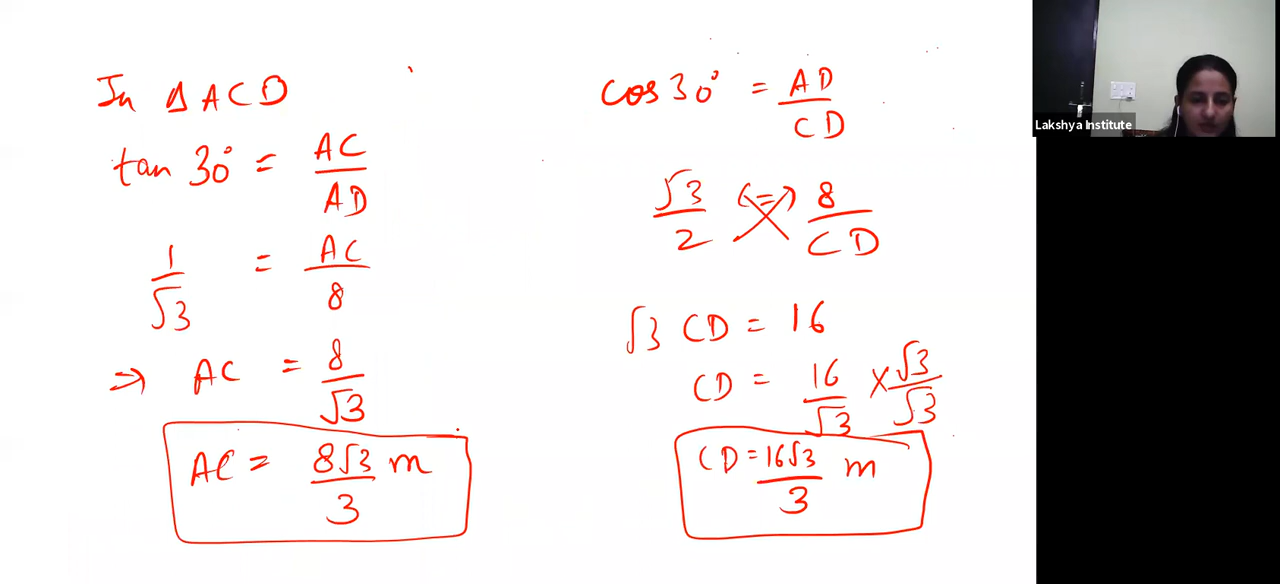 In Δ ACD
tan 30° = AC/AD
1/√3 = AC/8
⇒ AC = 8/√3
AC = 8√3/3 m
cos 30° = AD/CD
√3/2 = 8/CD
√3 CD = 16
CD = 16/√3 × √3/√3
CD = 16√3/3 m
Lakshya Institute